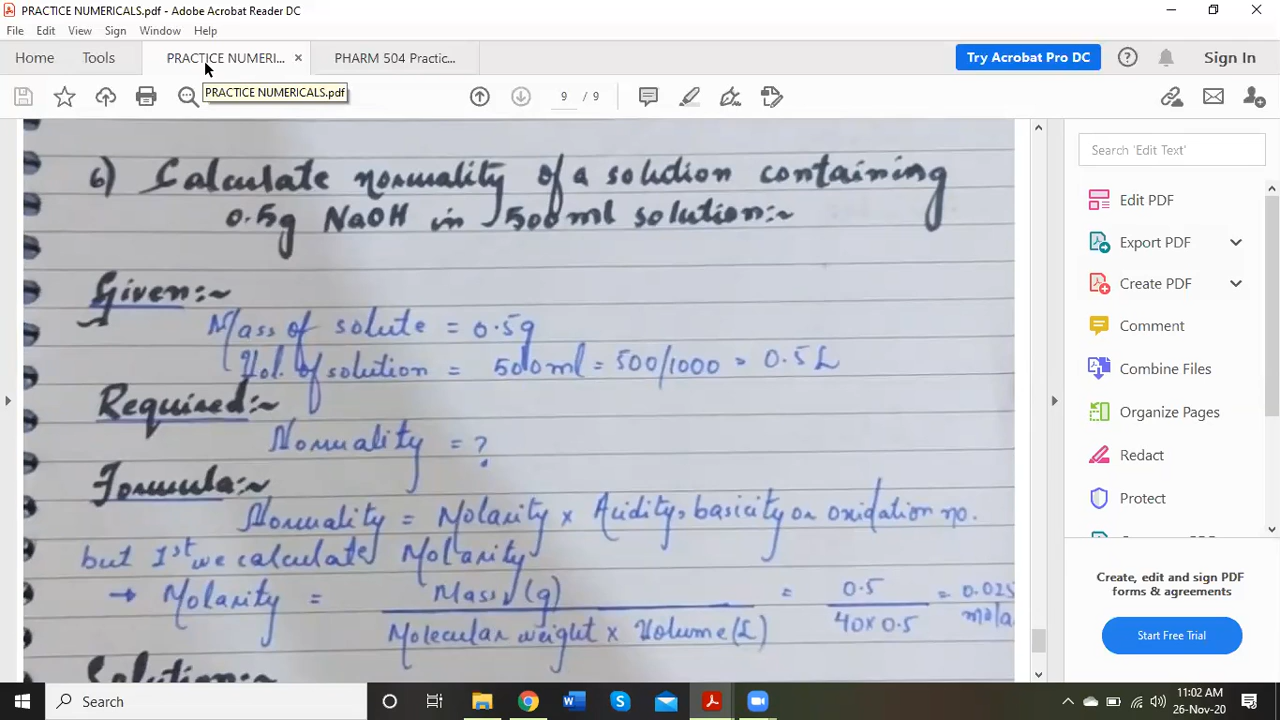 PRACTICE NUMERICALS.pdf - Adobe Acrobat Reader DC
File Edit View Sign Window Help
Home Tools PRACTICE NUMERI... × PHARM 504 Practic... Try Acrobat Pro DC Sign In
PRACTICE NUMERICALS.pdf
9 / 9
6) Calculate normality of a solution containing
0.5g NaOH in 500ml solution:~
Given:~
Mass of solute = 0.5g
Vol. of solution = 500ml = 500/1000 = 0.5L
Required:~
Normality = ?
Formula:~
Normality = Molarity × Acidity, basicity or oxidation no.
but 1st we calculate Molarity
→ Molarity = Mass (g) = 0.5 = 0.025
Molecular weight × Volume (L) 40×0.5 mola
Solution:~
Search 'Edit Text'
Edit PDF
Export PDF
Create PDF
Comment
Combine Files
Organize Pages
Redact
Protect
Create, edit and sign PDF
forms & agreements
Start Free Trial
Search
11:02 AM
26-Nov-20